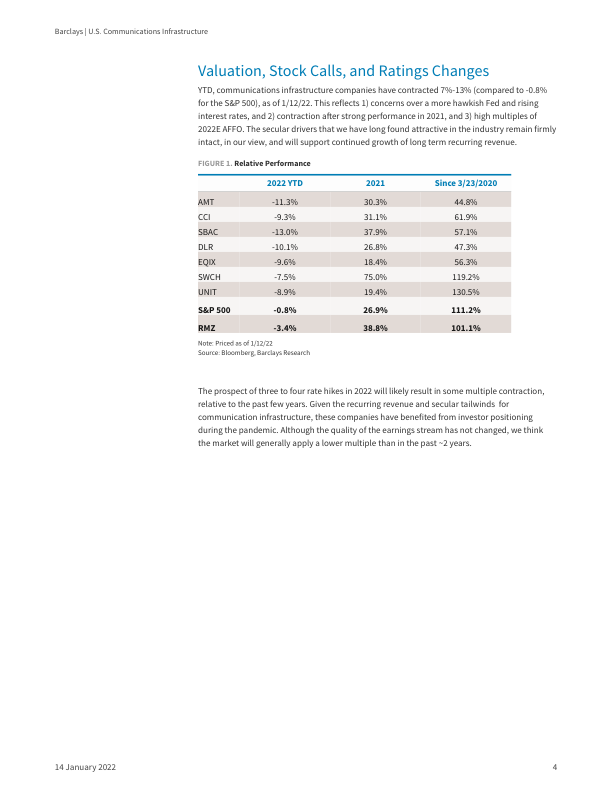 Barclays | U.S. Communications Infrastructure
Valuation, Stock Calls, and Ratings Changes
YTD, communications infrastructure companies have contracted 7%-13% (compared to -0.8%
for the S&P 500), as of 1/12/22. This reflects 1) concerns over a more hawkish Fed and rising
interest rates, and 2) contraction after strong performance in 2021, and 3) high multiples of
2022E AFFO. The secular drivers that we have long found attractive in the industry remain firmly
intact, in our view, and will support continued growth of long term recurring revenue.
FIGURE 1. Relative Performance
2022 YTD 2021 Since 3/23/2020
AMT -11.3% 30.3% 44.8%
CCI -9.3% 31.1% 61.9%
SBAC -13.0% 37.9% 57.1%
DLR -10.1% 26.8% 47.3%
EQIX -9.6% 18.4% 56.3%
SWCH -7.5% 75.0% 119.2%
UNIT -8.9% 19.4% 130.5%
S&P 500 -0.8% 26.9% 111.2%
RMZ -3.4% 38.8% 101.1%
Note: Priced as of 1/12/22
Source: Bloomberg, Barclays Research
The prospect of three to four rate hikes in 2022 will likely result in some multiple contraction,
relative to the past few years. Given the recurring revenue and secular tailwinds for
communication infrastructure, these companies have benefited from investor positioning
during the pandemic. Although the quality of the earnings stream has not changed, we think
the market will generally apply a lower multiple than in the past ~2 years.
14 January 2022 4